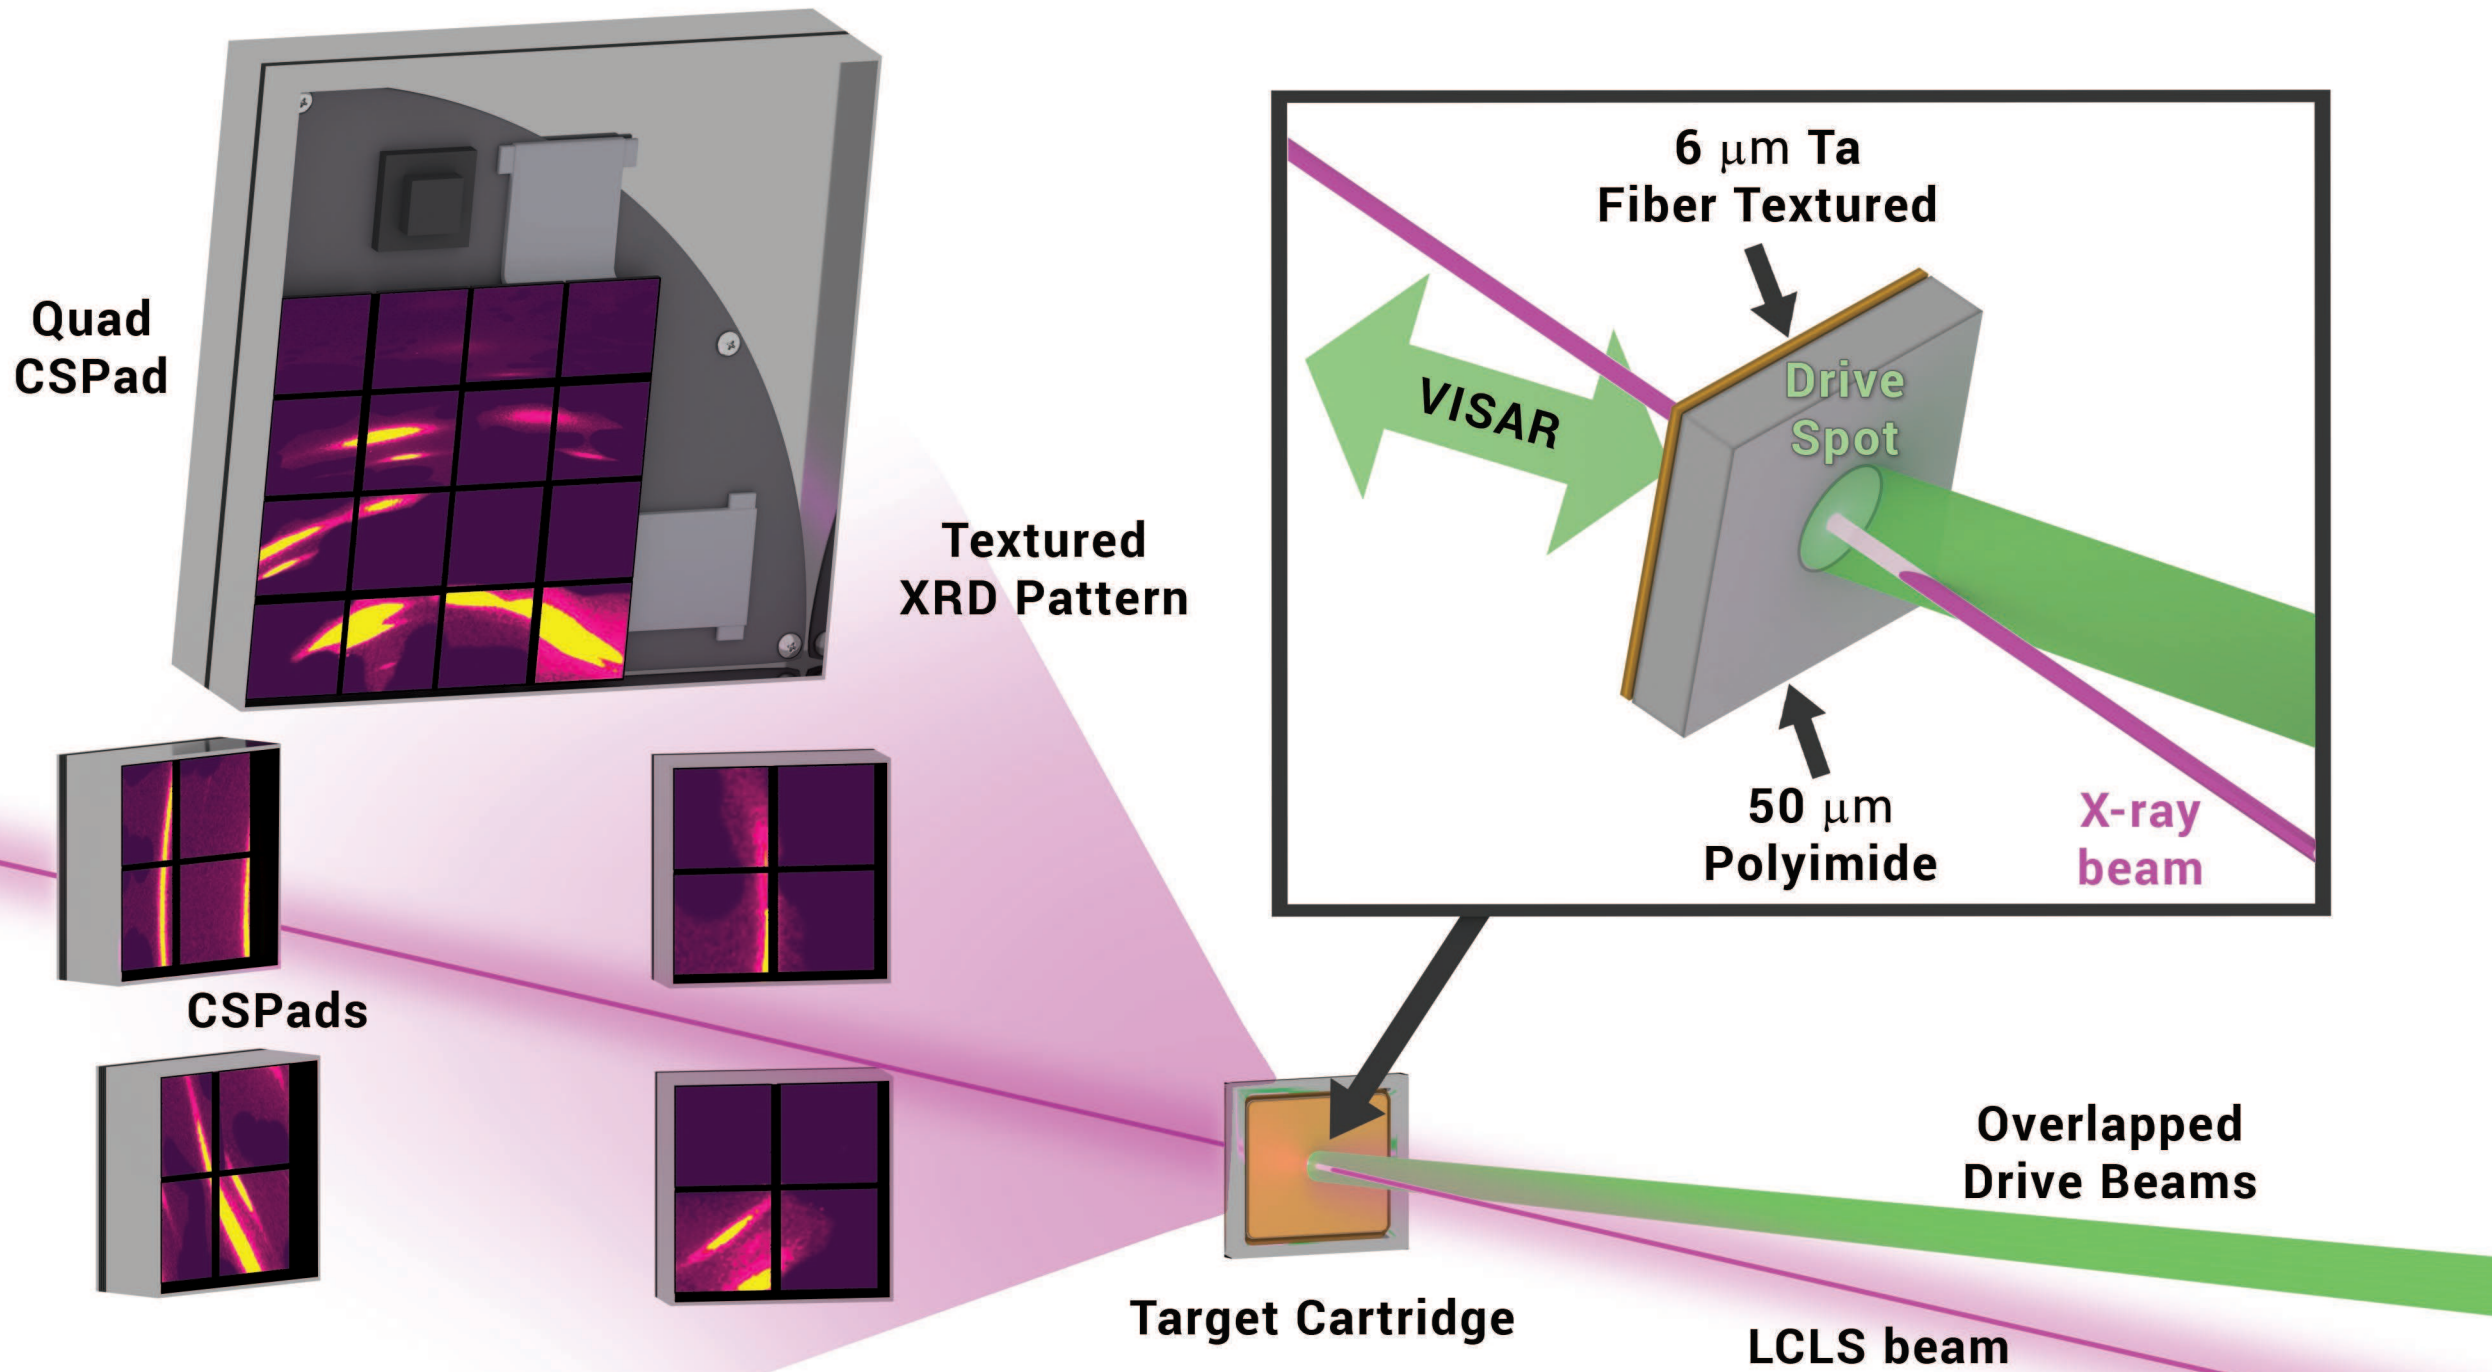 Quad
CSPad
Textured
XRD Pattern
CSPads
6 μm Ta
Fiber Textured
VISAR
Drive
Spot
50 μm
Polyimide
X-ray
beam
Overlapped
Drive Beams
Target Cartridge
LCLS beam